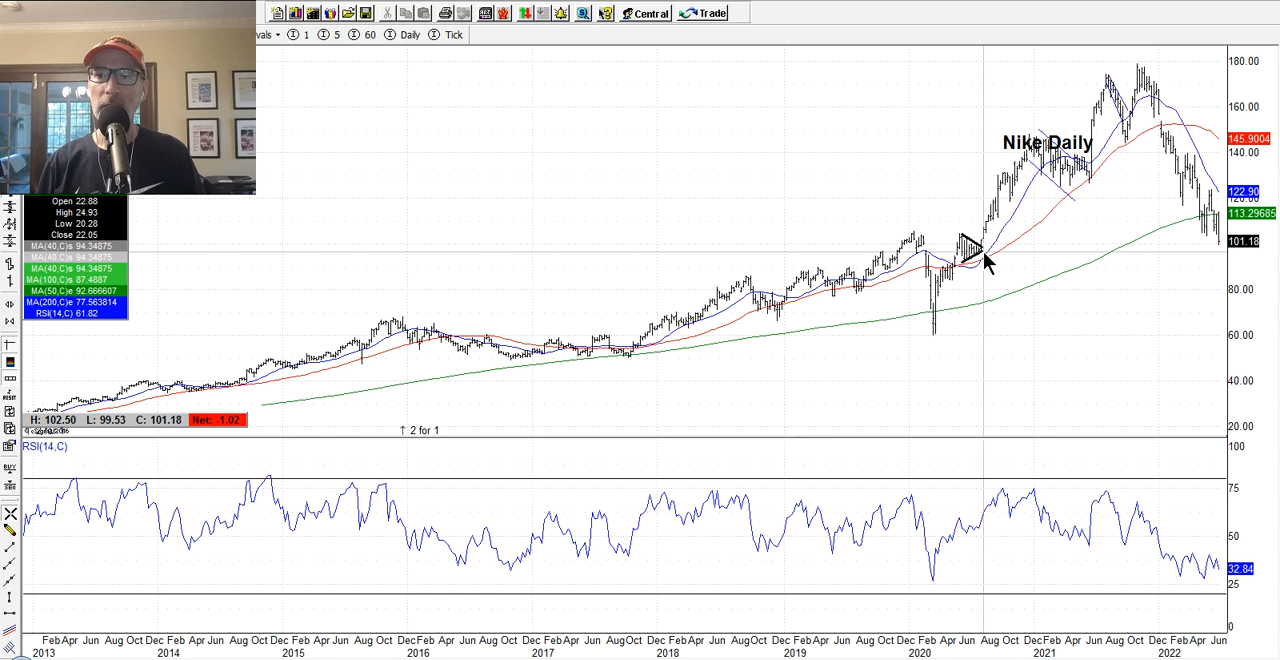 Central
Trade
vals
1
5
60
Daily
Tick
Nike Daily
180.00
160.00
145.9004
140.00
122.90
120.00
113.29685
101.18
80.00
60.00
40.00
20.00
Open 22.88
High 24.93
Low 20.28
Close 22.05
MA(40,C)s 94.34875
MA(40,C)s 94.34875
MA(40,C)s 94.34875
MA(100,C)s 87.4887
MA(50,C)e 92.666607
MA(200,C)e 77.563814
RSI(14,C) 61.82
RESET
BUY
H: 102.50 L: 99.53 C: 101.18 Net: -1.02
↑ 2 for 1
RSI(14,C)
100
75
50
32.84
25
0
Feb Apr Jun Aug Oct Dec Feb Apr Jun Aug Oct Dec Feb Apr Jun Aug Oct Dec Feb Apr Jun Aug Oct Dec Feb Apr Jun Aug Oct Dec Feb Apr Jun Aug Oct Dec Feb Apr Jun Aug Oct Dec Feb Apr Jun Aug Oct Dec Feb Apr Jun Aug Oct Dec Feb Apr Jun
2013 2014 2015 2016 2017 2018 2019 2020 2021 2022